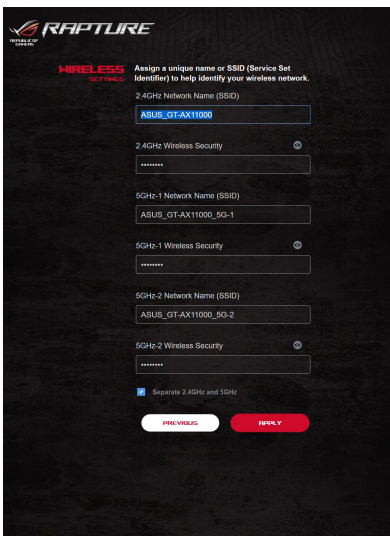 REPUBLIC OF
GAMERS
RAPTURE
WIRELESS
SETTINGS
Assign a unique name or SSID (Service Set
Identifier) to help identify your wireless network.
2.4GHz Network Name (SSID)
ASUS_GT-AX11000
2.4GHz Wireless Security
••••••••
5GHz-1 Network Name (SSID)
ASUS_GT-AX11000_5G-1
5GHz-1 Wireless Security
••••••••
5GHz-2 Network Name (SSID)
ASUS_GT-AX11000_5G-2
5GHz-2 Wireless Security
••••••••
Separate 2.4GHz and 5GHz
PREVIOUS APPLY